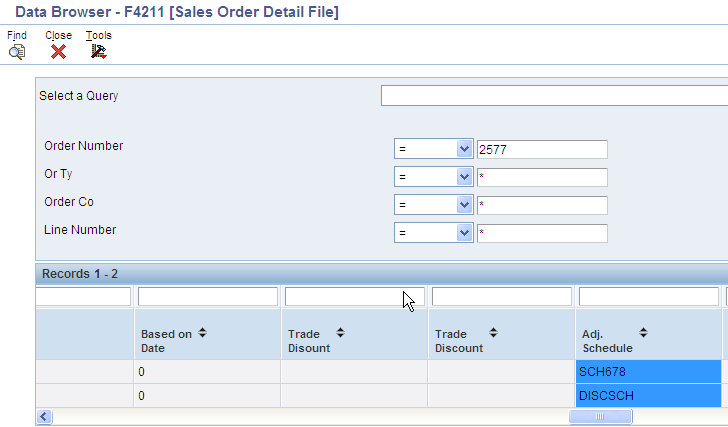 Data Browser - F4211 [Sales Order Detail File]
Find Close Tools
Select a Query
Order Number = 2577
Or Ty = *
Order Co = *
Line Number = *
Records 1 - 2
Based on Date Trade Disount Trade Discount Adj. Schedule
0 SCH678
0 DISCSCH